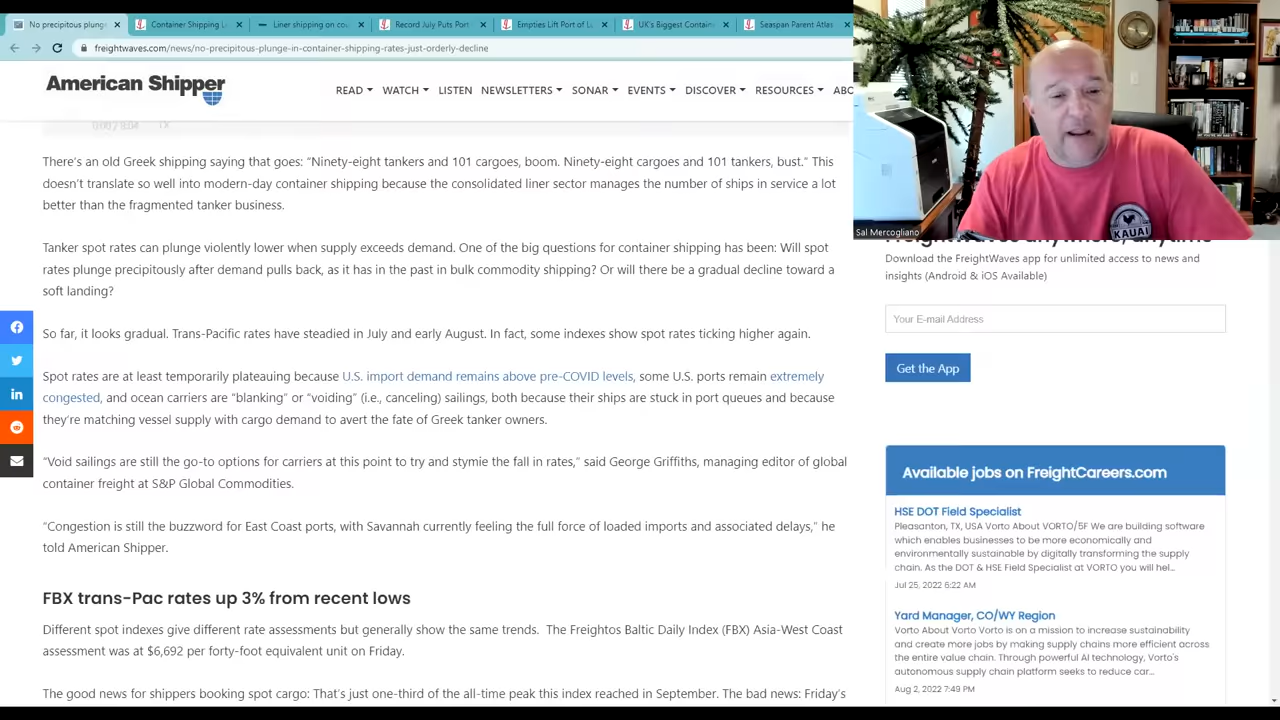 No precipitous plunge
Container Shipping L
Liner shipping on cou
Record July Puts Port
Empties Lift Port of L
UK's Biggest Contain
Seaspan Parent Atlas
freightwaves.com/news/no-precipitous-plunge-in-container-shipping-rates-just-orderly-decline
American Shipper
READ WATCH LISTEN NEWSLETTERS SONAR EVENTS DISCOVER RESOURCES ABO
There's an old Greek shipping saying that goes: “Ninety-eight tankers and 101 cargoes, boom. Ninety-eight cargoes and 101 tankers, bust.” This
doesn't translate so well into modern-day container shipping because the consolidated liner sector manages the number of ships in service a lot
better than the fragmented tanker business.
Tanker spot rates can plunge violently lower when supply exceeds demand. One of the big questions for container shipping has been: Will spot
rates plunge precipitously after demand pulls back, as it has in the past in bulk commodity shipping? Or will there be a gradual decline toward a
soft landing?
So far, it looks gradual. Trans-Pacific rates have steadied in July and early August. In fact, some indexes show spot rates ticking higher again.
Spot rates are at least temporarily plateauing because U.S. import demand remains above pre-COVID levels, some U.S. ports remain extremely
congested, and ocean carriers are “blanking” or “voiding” (i.e., canceling) sailings, both because their ships are stuck in port queues and because
they're matching vessel supply with cargo demand to avert the fate of Greek tanker owners.
“Void sailings are still the go-to options for carriers at this point to try and stymie the fall in rates,” said George Griffiths, managing editor of global
container freight at S&P Global Commodities.
“Congestion is still the buzzword for East Coast ports, with Savannah currently feeling the full force of loaded imports and associated delays,” he
told American Shipper.
FBX trans-Pac rates up 3% from recent lows
Different spot indexes give different rate assessments but generally show the same trends. The Freightos Baltic Daily Index (FBX) Asia-West Coast
assessment was at $6,692 per forty-foot equivalent unit on Friday.
The good news for shippers booking spot cargo: That's just one-third of the all-time peak this index reached in September. The bad news: Friday's
Sal Mercogliano
KAUAI
FreightWaves anywhere, anytime
Download the FreightWaves app for unlimited access to news and
insights (Android & iOS Available)
Your E-mail Address
Get the App
Available jobs on FreightCareers.com
HSE DOT Field Specialist
Pleasanton, TX, USA Vorto About VORTO/5F We are building software
which enables businesses to be more economically and
environmentally sustainable by digitally transforming the supply
chain. As the DOT & HSE Field Specialist at VORTO you will hel...
Jul 25, 2022 6:22 AM
Yard Manager, CO/WY Region
Vorto About Vorto Vorto is on a mission to increase sustainability
and create more jobs by making supply chains more efficient across
the entire value chain. Through powerful AI technology, Vorto's
autonomous supply chain platform seeks to reduce car...
Aug 2, 2022 7:49 PM